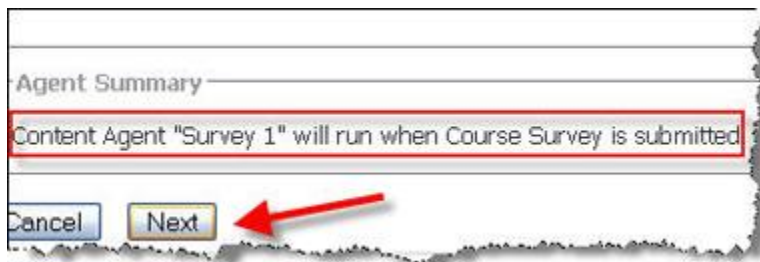 Agent Summary
Content Agent "Survey 1" will run when Course Survey is submitted
Cancel Next